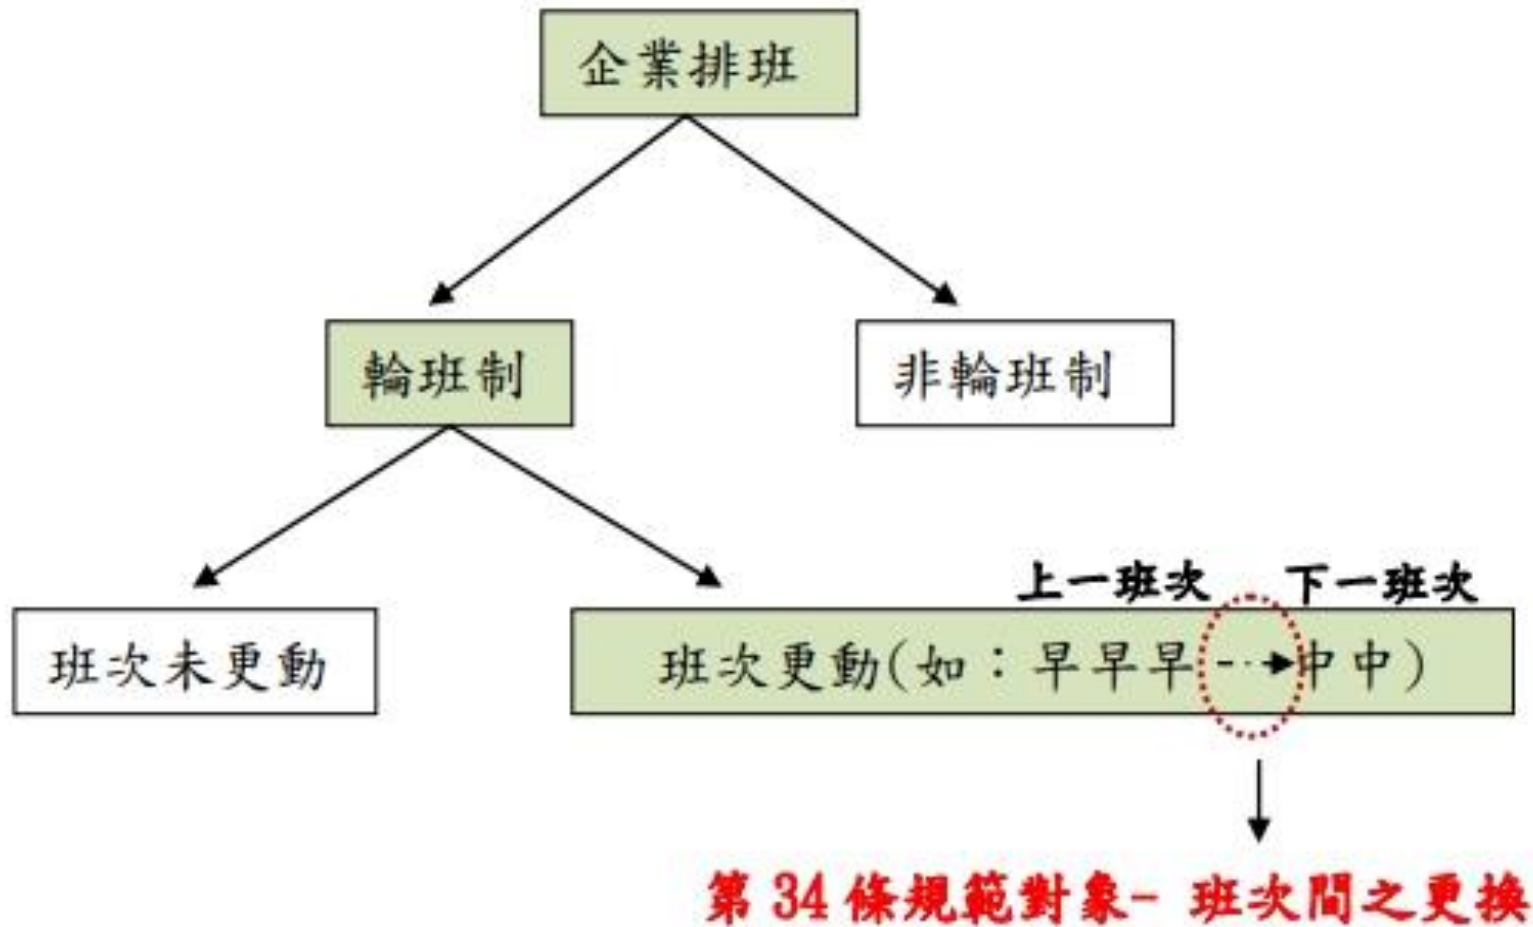 企業排班
輪班制
非輪班制
上一班次 下一班次
班次未更動
班次更動(如：早早早 中中)
第 34 條規範對象- 班次間之更換